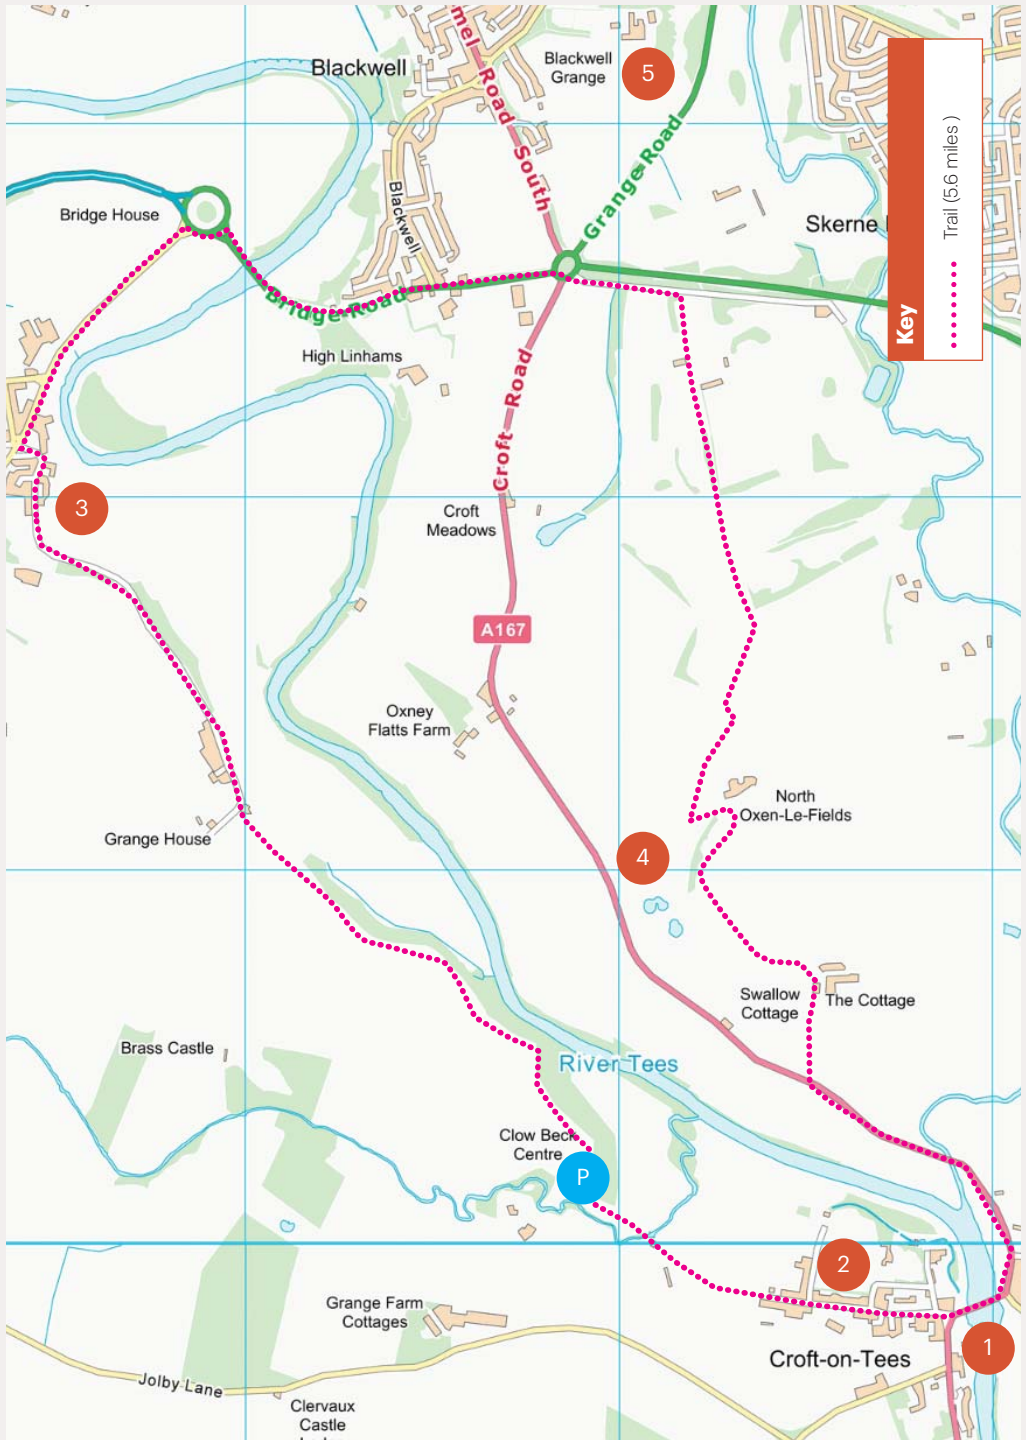 Blackwell
mel Road South
Blackwell
Grange
5
Grange Road
Bridge House
Blackwell
Skerne
Key
Trail (5.6 miles )
Bridge Road
High Linhams
Croft Road
3
Croft
Meadows
A167
Oxney
Flatts Farm
North
Oxen-Le-Fields
Grange House
4
Swallow
Cottage
The Cottage
Brass Castle
River Tees
Clow Beck
Centre
P
2
Grange Farm
Cottages
1
Croft-on-Tees
Jolby Lane
Clervaux
Castle